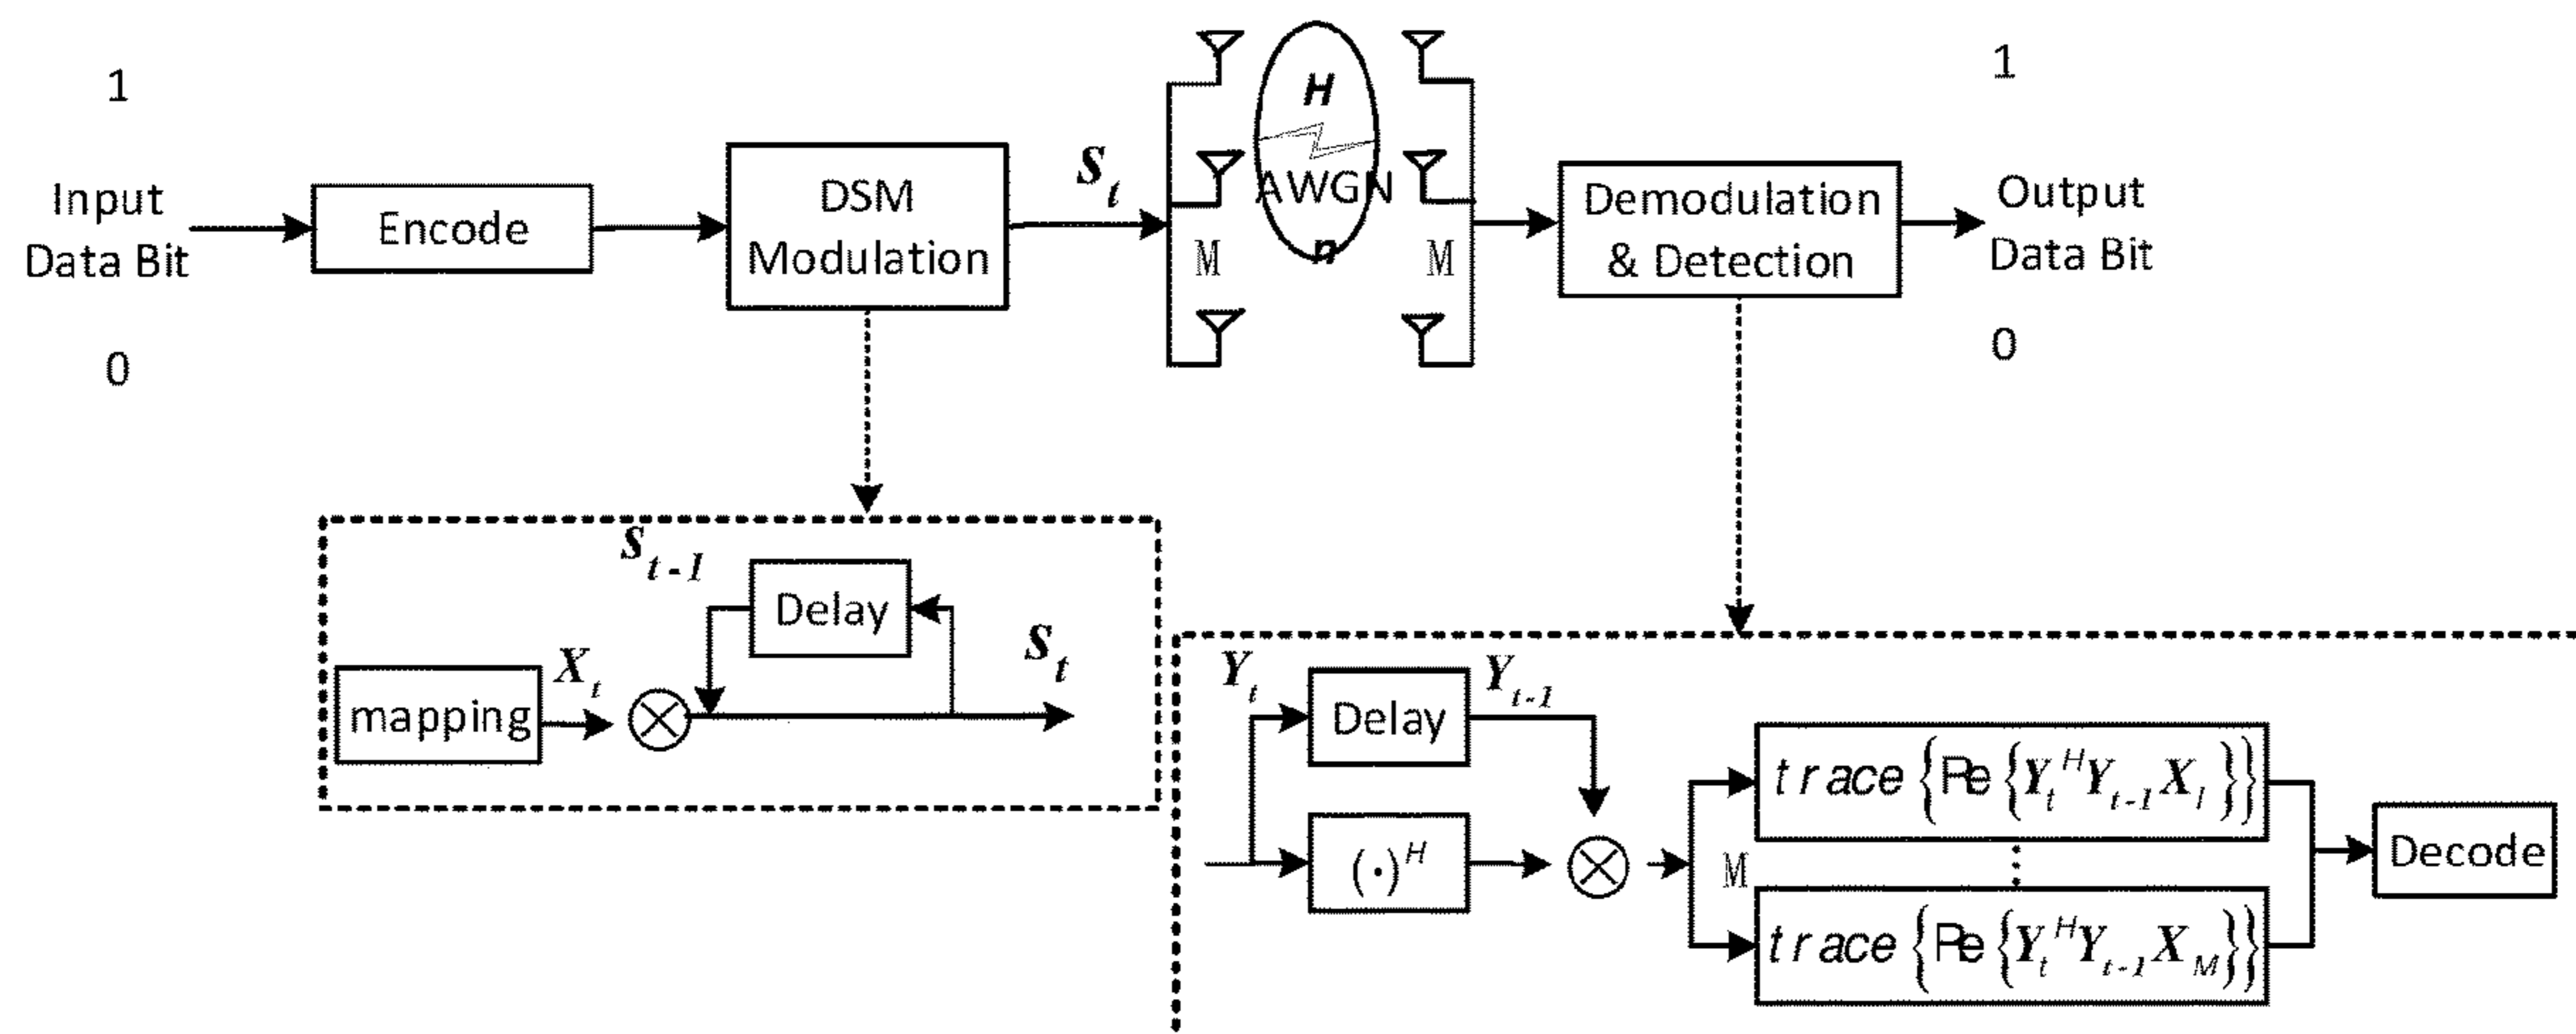 1
Input
Data Bit
0
Encode
DSM
Modulation
S_t
M
H
AWGN
n
M
Demodulation
& Detection
1
Output
Data Bit
0
S_{t-1}
Delay
mapping
X_t
S_t
Y_t
Delay
Y_{t-1}
(·)^H
M
trace {Re {Y_t^H Y_{t-1} X_1}}
⋮
trace {Re {Y_t^H Y_{t-1} X_M}}
Decode